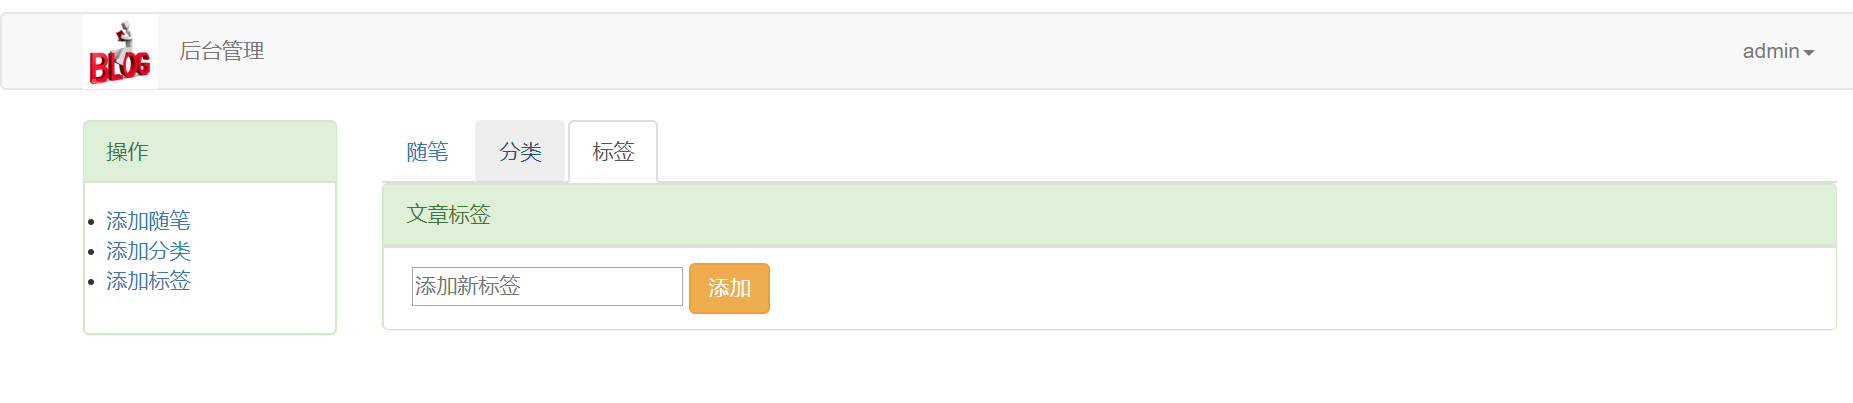 BLOG 后台管理 admin
操作
添加随笔
添加分类
添加标签
随笔 分类 标签
文章标签
添加新标签 添加